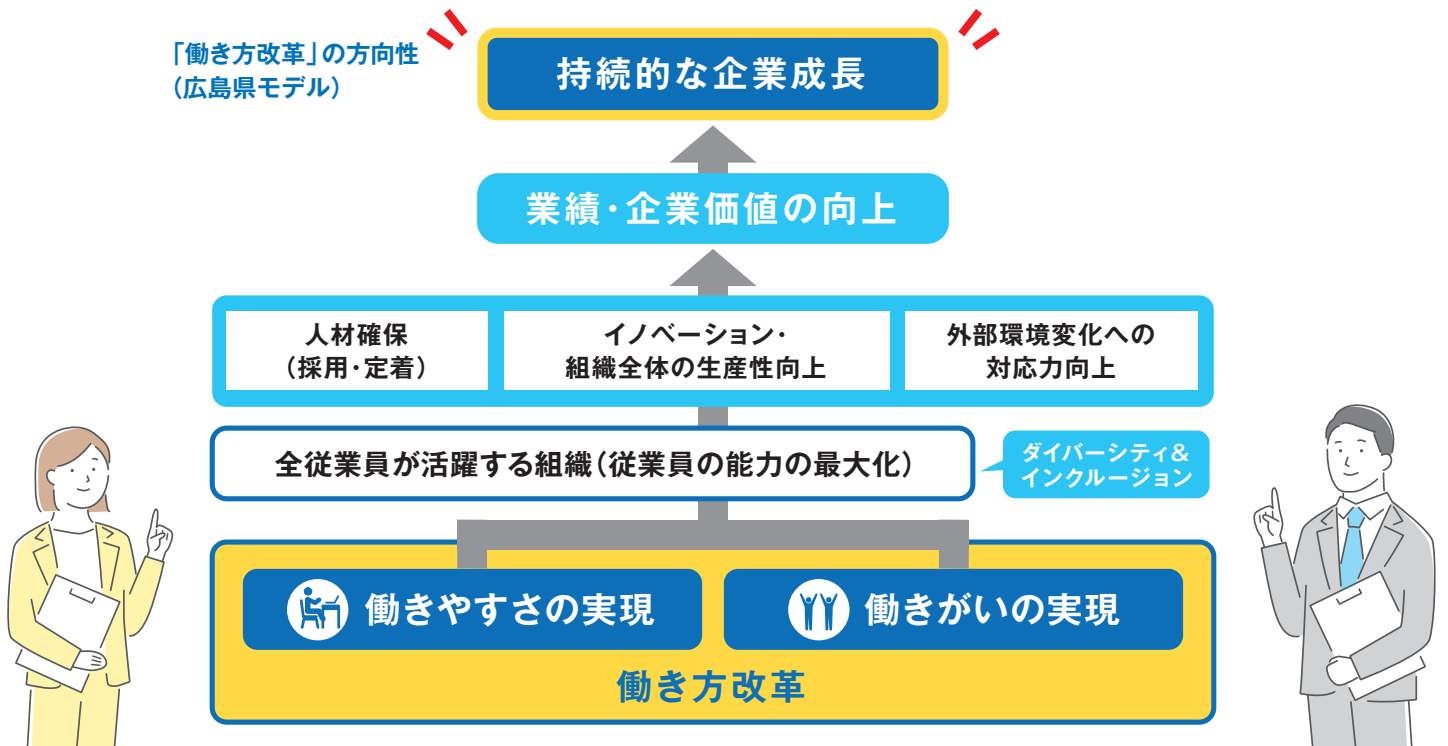 「働き方改革」の方向性
（広島県モデル）
持続的な企業成長
業績・企業価値の向上
人材確保
（採用・定着）
イノベーション・
組織全体の生産性向上
外部環境変化への
対応力向上
全従業員が活躍する組織（従業員の能力の最大化）
ダイバーシティ&
インクルージョン
働きやすさの実現
働きがいの実現
働き方改革